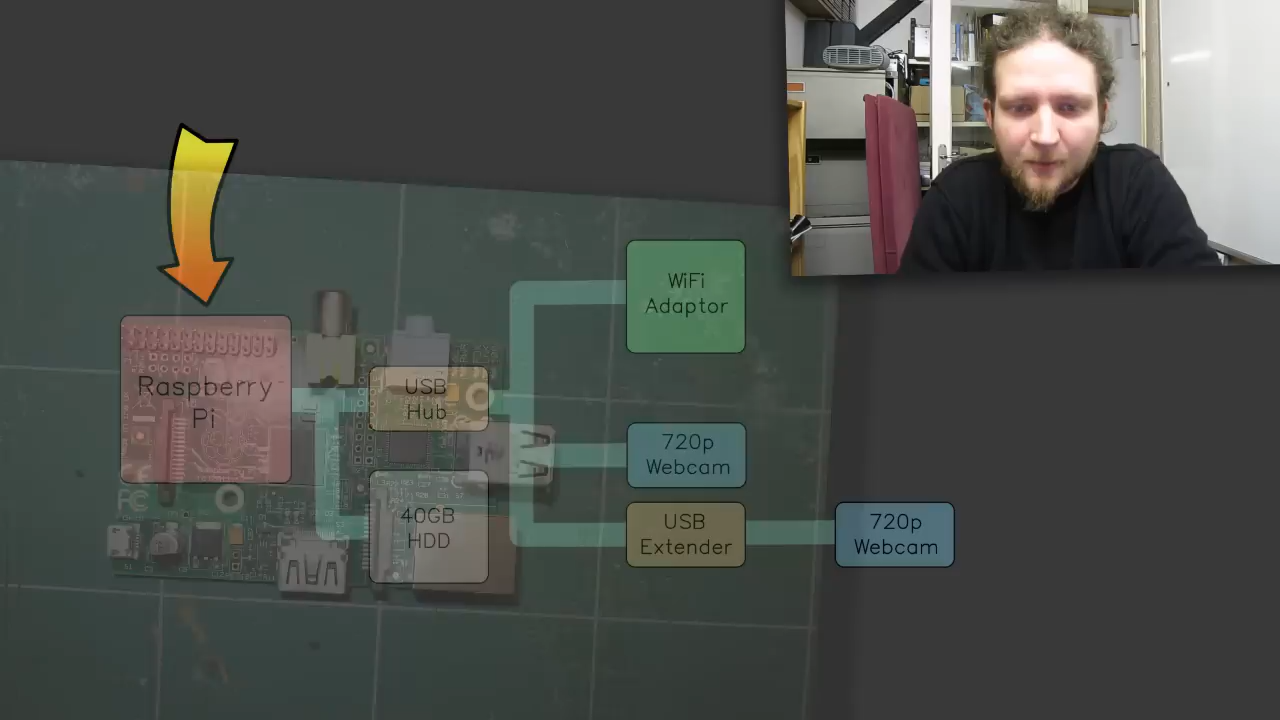 WiFi
Adaptor
Raspberry
Pi
USB
Hub
720p
Webcam
40GB
HDD
USB
Extender
720p
Webcam